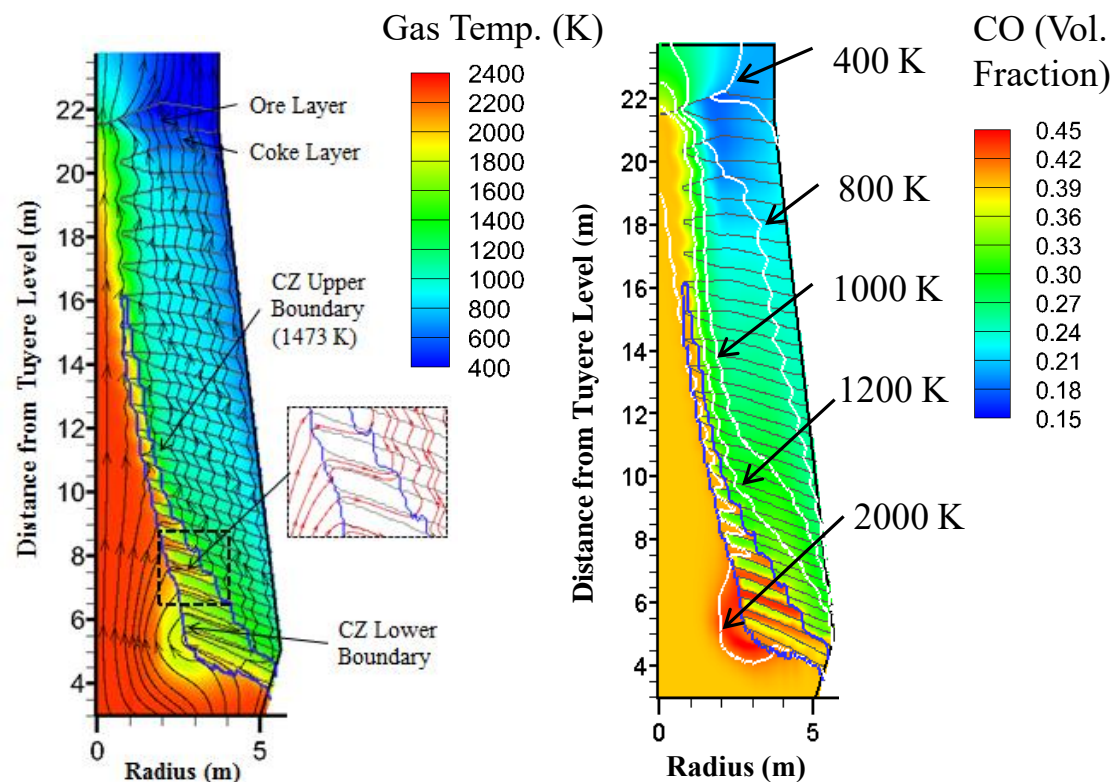 Gas Temp. (K)
2400
2200
2000
1800
1600
1400
1200
1000
800
600
400
Ore Layer
Coke Layer
CZ Upper
Boundary
(1473 K)
CZ Lower
Boundary
Distance from Tuyere Level (m)
22
20
18
16
14
12
10
8
6
4
0
5
Radius (m)
CO (Vol.
Fraction)
0.45
0.42
0.39
0.36
0.33
0.30
0.27
0.24
0.21
0.18
0.15
400 K
800 K
1000 K
1200 K
2000 K
Distance from Tuyere Level (m)
22
20
18
16
14
12
10
8
6
4
0
5
Radius (m)